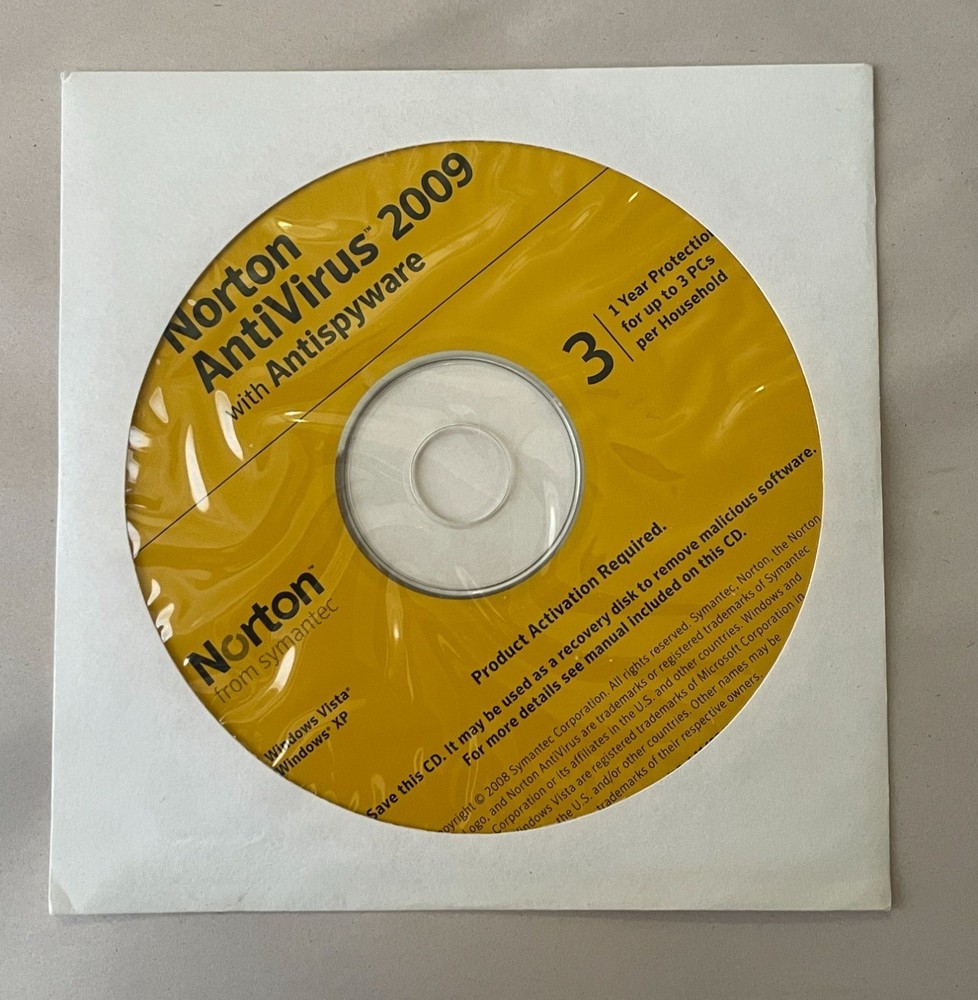 Norton
AntiVirus™ 2009
with Antispyware
3
1 Year Protection
for up to 3 PCs
per Household
Norton™
from symantec
Windows Vista®
Windows® XP
Product Activation Required.
Save this CD. It may be used as a recovery disk to remove malicious software.
For more details see manual included on this CD.
pyright © 2008 Symantec Corporation. All rights reserved. Symantec, Norton, the Norton
Logo, and Norton AntiVirus are trademarks or registered trademarks of Symantec
Corporation or its affiliates in the U.S. and other countries. Windows and
indows Vista are registered trademarks of Microsoft Corporation in
the U.S. and/or other countries. Other names may be
trademarks of their respective owners.